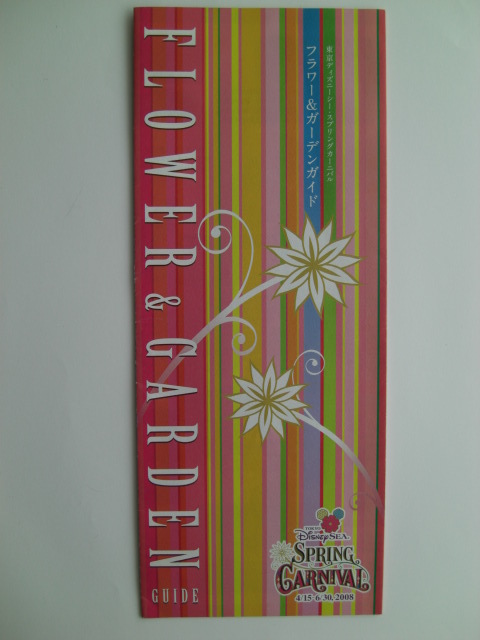 FLOWER & GARDEN
GUIDE
東京ディズニーシー・スプリングカーニバル
フラワー&ガーデンガイド
TOKYO
DisneySEA.
SPRING
CARNIVAL
4/15-6/30, 2008